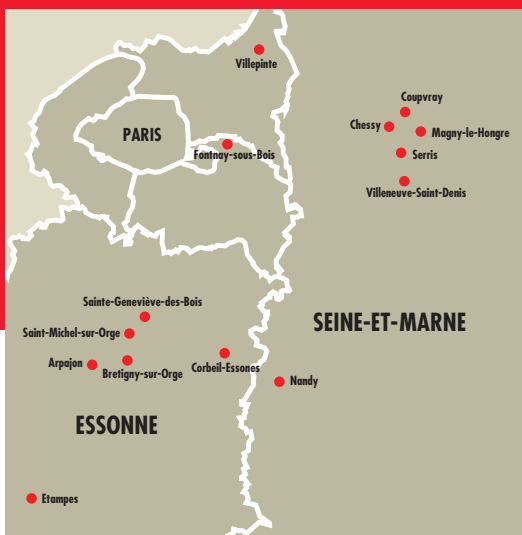 Villepinte
Coupvray
Chessy
Magny-le-Hongre
PARIS
Fontnay-sous-Bois
Serris
Villeneuve-Saint-Denis
Sainte-Geneviève-des-Bois
SEINE-ET-MARNE
Saint-Michel-sur-Orge
Arpajon
Bretigny-sur-Orge
Corbeil-Essones
Nandy
ESSONNE
Etampes